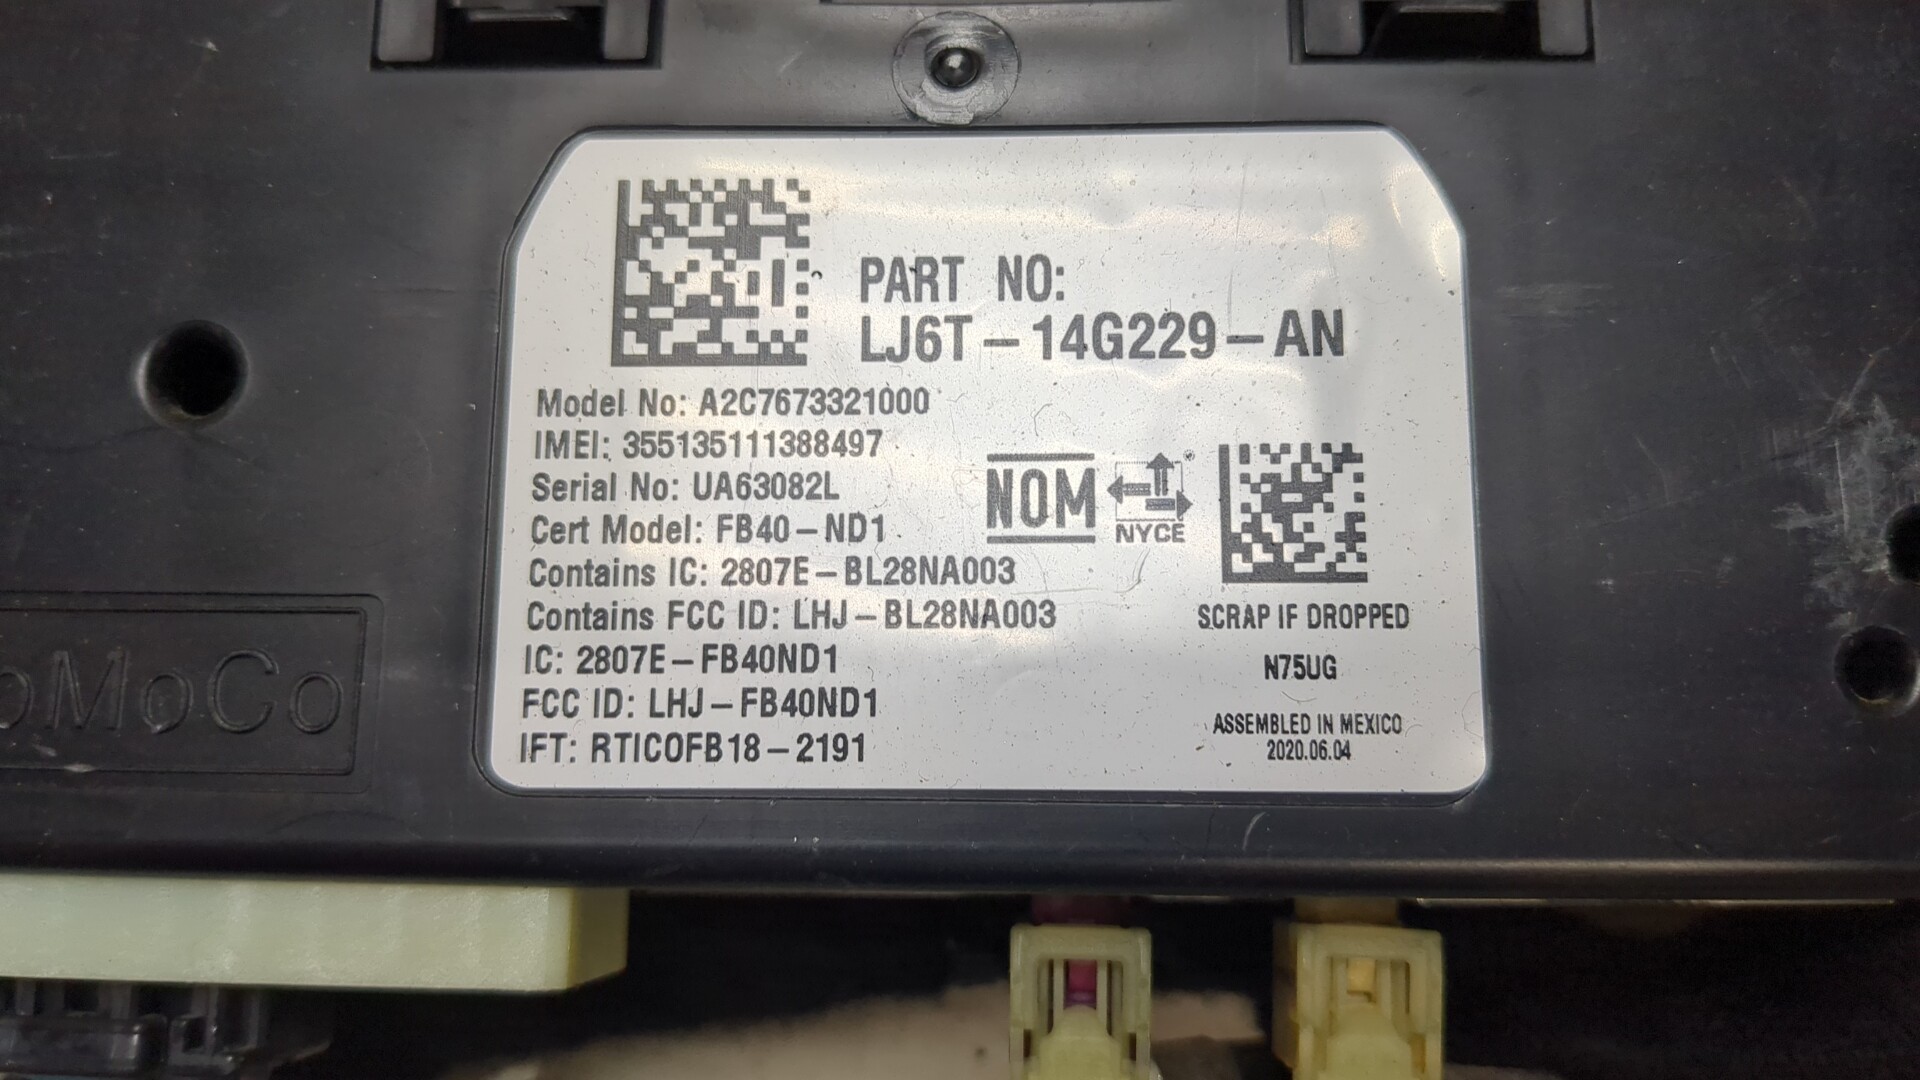 PART NO:
LJ6T-14G229-AN
Model No: A2C7673321000
IMEI: 355135111388497
Serial No: UA63082L
Cert Model: FB40-ND1
Contains IC: 2807E-BL28NA003
Contains FCC ID: LHJ-BL28NA003
IC: 2807E-FB40ND1
FCC ID: LHJ-FB40ND1
IFT: RTICOFB18-2191
NOM
NYCE
SCRAP IF DROPPED
N75UG
ASSEMBLED IN MEXICO
2020.06.04
oMoCo